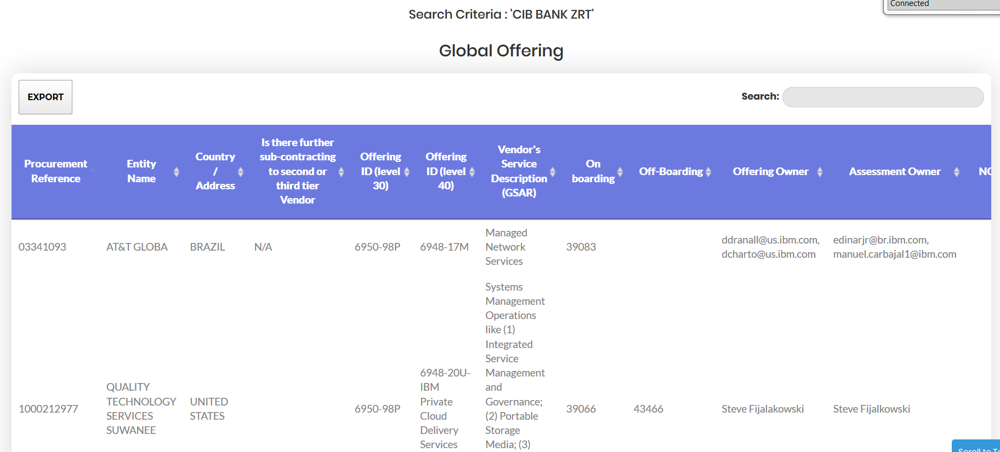 Connected
Search Criteria : 'CIB BANK ZRT'
Global Offering
EXPORT
Search:
Procurement
Reference
Entity
Name
Country
/
Address
Is there further
sub-contracting
to second or
third tier
Vendor
Offering
ID (level
30)
Offering
ID (level
40)
Vendor's
Service
Description
(GSAR)
On
boarding
Off-Boarding
Offering Owner
Assessment Owner
03341093
AT&T GLOBA
BRAZIL
N/A
6950-98P
6948-17M
Managed
Network
Services
39083
ddranall@us.ibm.com,
dcharto@us.ibm.com
edinarjr@br.ibm.com,
manuel.carbajal1@ibm.com
1000212977
QUALITY
TECHNOLOGY
SERVICES
SUWANEE
UNITED
STATES
6950-98P
6948-20U-
IBM
Private
Cloud
Delivery
Services
Systems
Management
Operations
like (1)
Integrated
Service
Management
and
Governance;
(2) Portable
Storage
Media; (3)
39066
43466
Steve Fijalakowski
Steve Fijalkowski
Scroll to